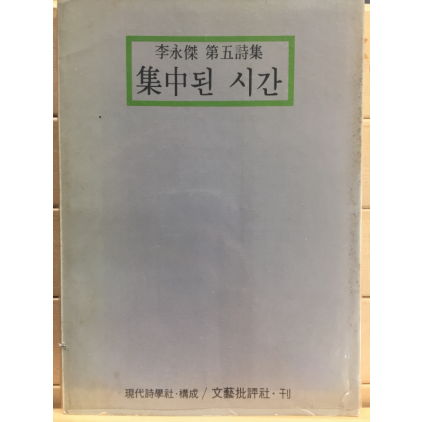 李永傑 第五詩集
集中된 시간
現代詩學社·構成 / 文藝批評社·刊